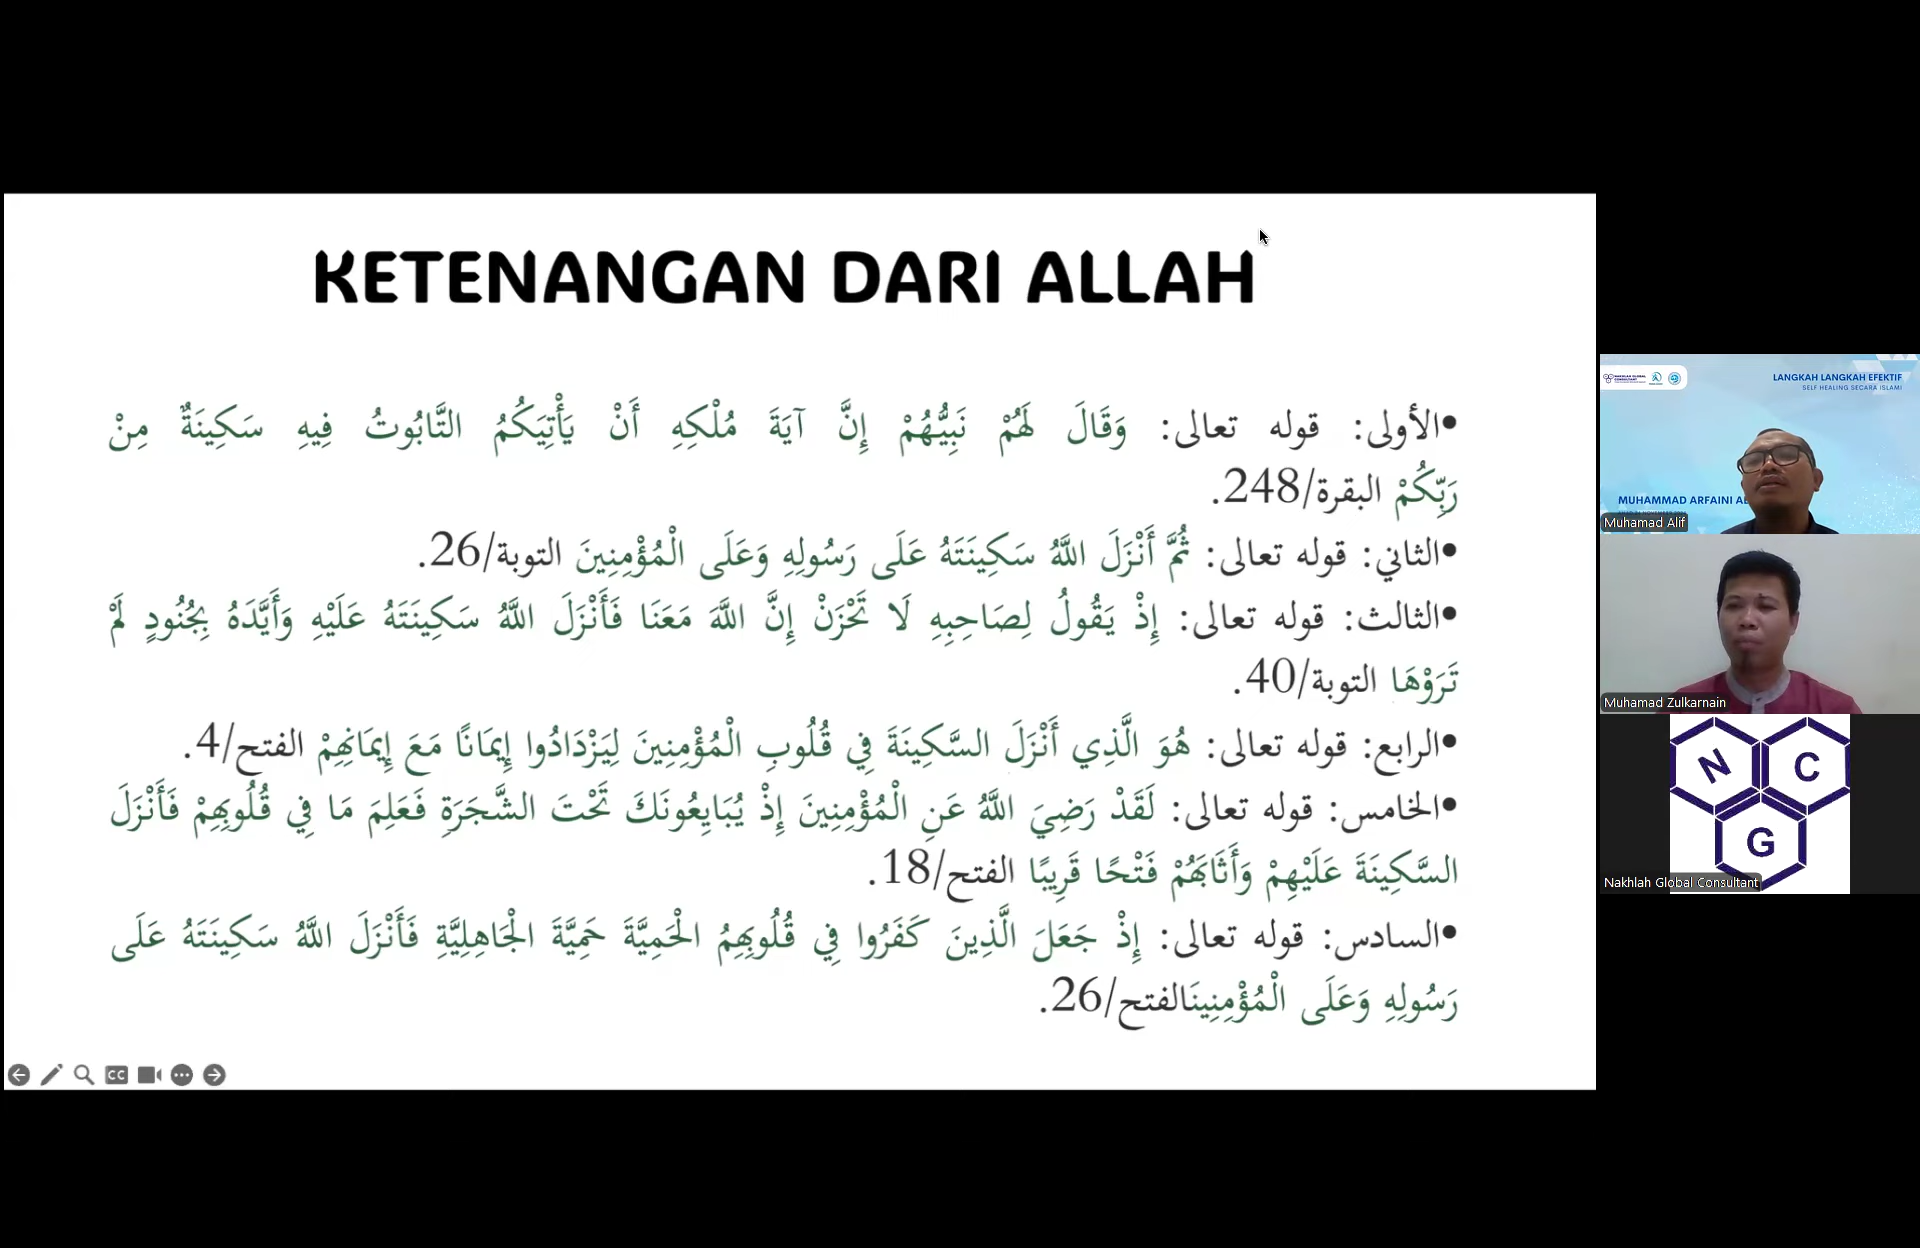 KETENANGAN DARI ALLAH
•الأولى: قوله تعالى: وَقَالَ لَهُمْ نَبِيُّهُمْ إِنَّ آيَةَ مُلْكِهِ أَنْ يَأْتِيَكُمُ التَّابُوتُ فِيهِ سَكِينَةٌ مِنْ
رَبِّكُمْ البقرة/248.
•الثاني: قوله تعالى: ثُمَّ أَنْزَلَ اللَّهُ سَكِينَتَهُ عَلَى رَسُولِهِ وَعَلَى الْمُؤْمِنِينَ التوبة/26.
•الثالث: قوله تعالى: إِذْ يَقُولُ لِصَاحِبِهِ لَا تَحْزَنْ إِنَّ اللَّهَ مَعَنَا فَأَنْزَلَ اللَّهُ سَكِينَتَهُ عَلَيْهِ وَأَيَّدَهُ بِجُنُودٍ لَمْ
تَرَوْهَا التوبة/40.
•الرابع: قوله تعالى: هُوَ الَّذِي أَنْزَلَ السَّكِينَةَ فِي قُلُوبِ الْمُؤْمِنِينَ لِيَزْدَادُوا إِيمَانًا مَعَ إِيمَانِهِمْ الفتح/4.
•الخامس: قوله تعالى: لَقَدْ رَضِيَ اللَّهُ عَنِ الْمُؤْمِنِينَ إِذْ يُبَايِعُونَكَ تَحْتَ الشَّجَرَةِ فَعَلِمَ مَا فِي قُلُوبِهِمْ فَأَنْزَلَ
السَّكِينَةَ عَلَيْهِمْ وَأَثَابَهُمْ فَتْحًا قَرِيبًا الفتح/18.
•السادس: قوله تعالى: إِذْ جَعَلَ الَّذِينَ كَفَرُوا فِي قُلُوبِهِمُ الْحَمِيَّةَ حَمِيَّةَ الْجَاهِلِيَّةِ فَأَنْزَلَ اللَّهُ سَكِينَتَهُ عَلَى
رَسُولِهِ وَعَلَى الْمُؤْمِنِينَالفتح/26.
CC
NAKHLAH GLOBAL
CONSULTANT
LANGKAH LANGKAH EFEKTIF
SELF HEALING SECARA ISLAMI
MUHAMMAD ARFAINI
Muhamad Alif
Muhamad Zulkarnain
N C
G
Nakhlah Global Consultant